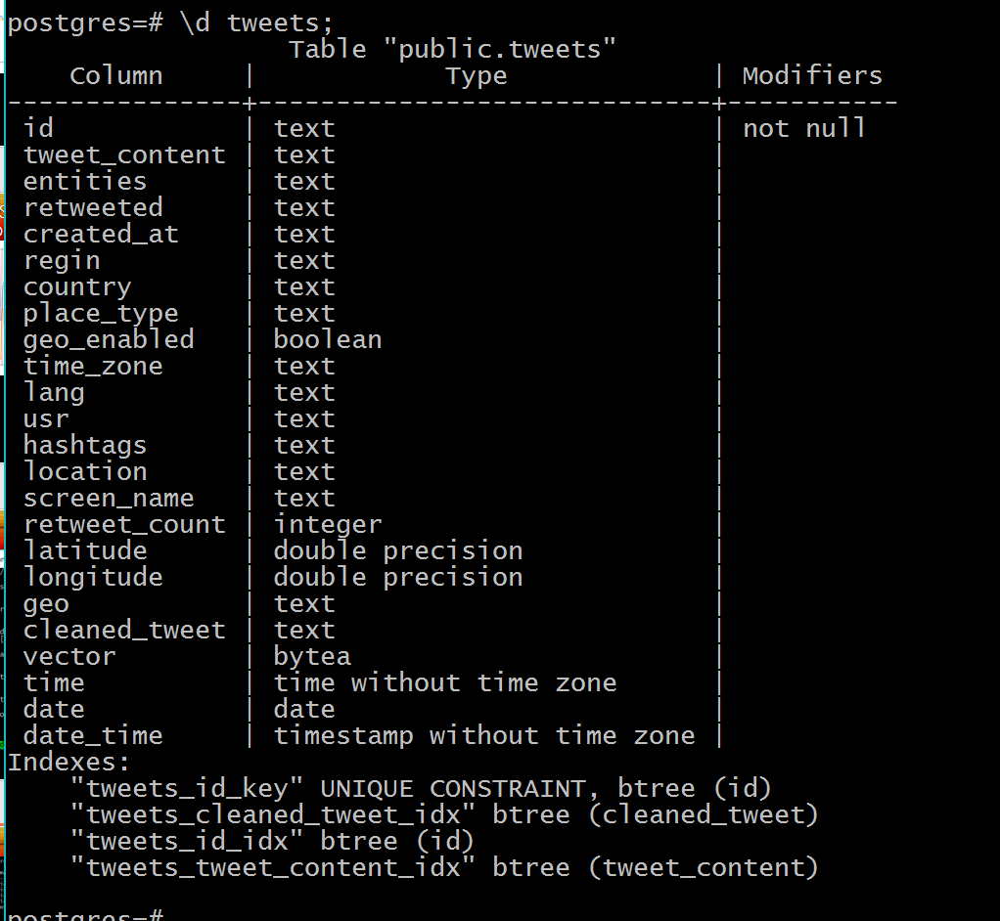 postgres=# \d tweets;
                                    Table "public.tweets"
    Column     |            Type             | Modifiers
---------------+-----------------------------+-----------
 id            | text                        | not null
 tweet_content | text                        |
 entities      | text                        |
 retweeted     | text                        |
 created_at    | text                        |
 regin         | text                        |
 country       | text                        |
 place_type    | text                        |
 geo_enabled   | boolean                     |
 time_zone     | text                        |
 lang          | text                        |
 usr           | text                        |
 hashtags      | text                        |
 location      | text                        |
 screen_name   | text                        |
 retweet_count | integer                     |
 latitude      | double precision            |
 longitude     | double precision            |
 geo           | text                        |
 cleaned_tweet | text                        |
 vector        | bytea                       |
 time          | time without time zone      |
 date          | date                        |
 date_time     | timestamp without time zone |
Indexes:
    "tweets_id_key" UNIQUE CONSTRAINT, btree (id)
    "tweets_cleaned_tweet_idx" btree (cleaned_tweet)
    "tweets_id_idx" btree (id)
    "tweets_tweet_content_idx" btree (tweet_content)
postgres=#